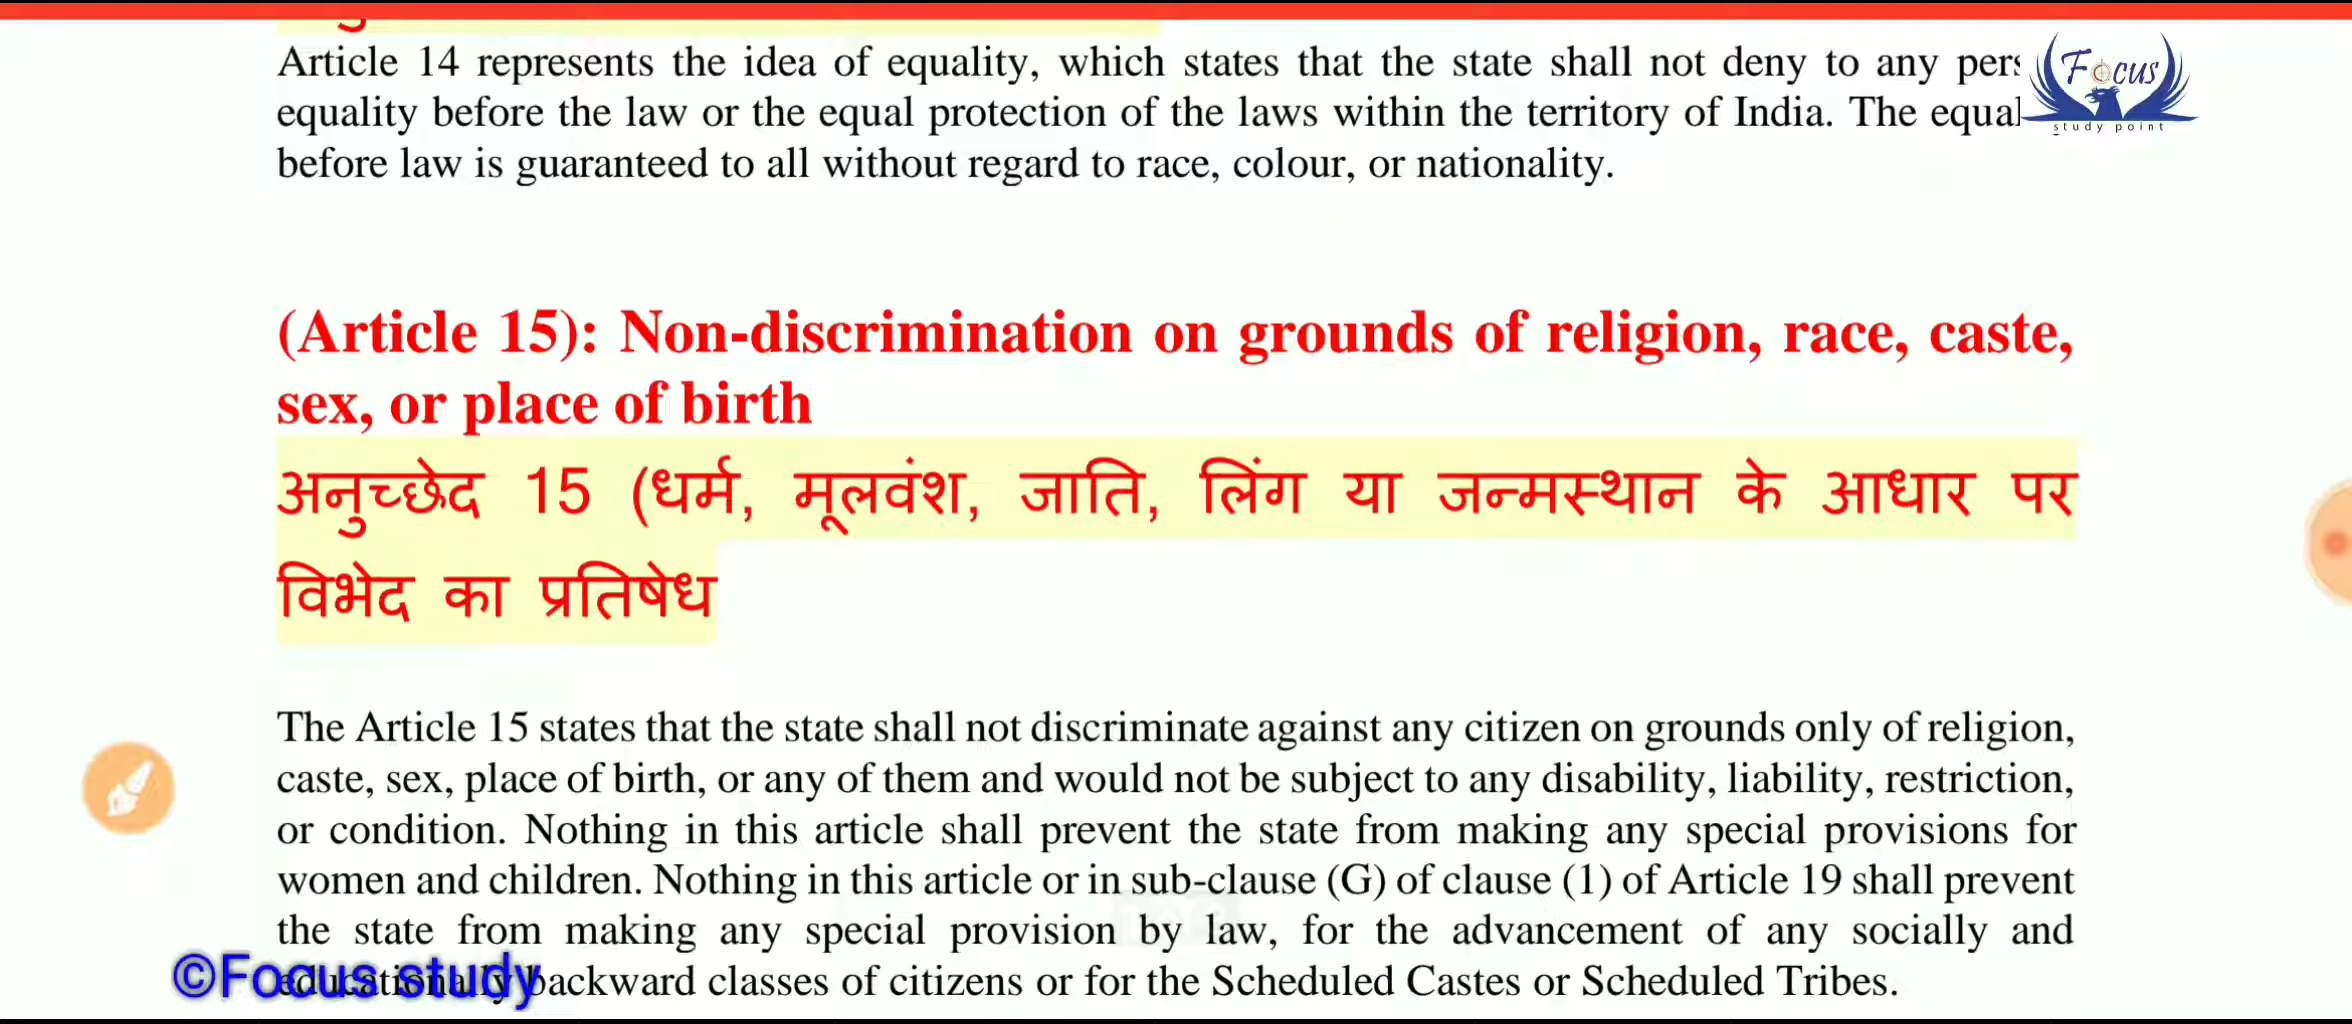 Article 14 represents the idea of equality, which states that the state shall not deny to any
equality before the law or the equal protection of the laws within the territory of India. The
before law is guaranteed to all without regard to race, colour, or nationality.
Focus
study point
(Article 15): Non-discrimination on grounds of religion, race, caste,
sex, or place of birth
अनुच्छेद 15 (धर्म, मूलवंश, जाति, लिंग या जन्मस्थान के आधार पर
विभेद का प्रतिषेध
The Article 15 states that the state shall not discriminate against any citizen on grounds only of religion,
caste, sex, place of birth, or any of them and would not be subject to any disability, liability, restriction,
or condition. Nothing in this article shall prevent the state from making any special provisions for
women and children. Nothing in this article or in sub-clause (G) of clause (1) of Article 19 shall prevent
the state from making any special provision by law, for the advancement of any socially and
educationally backward classes of citizens or for the Scheduled Castes or Scheduled Tribes.
©Focus study